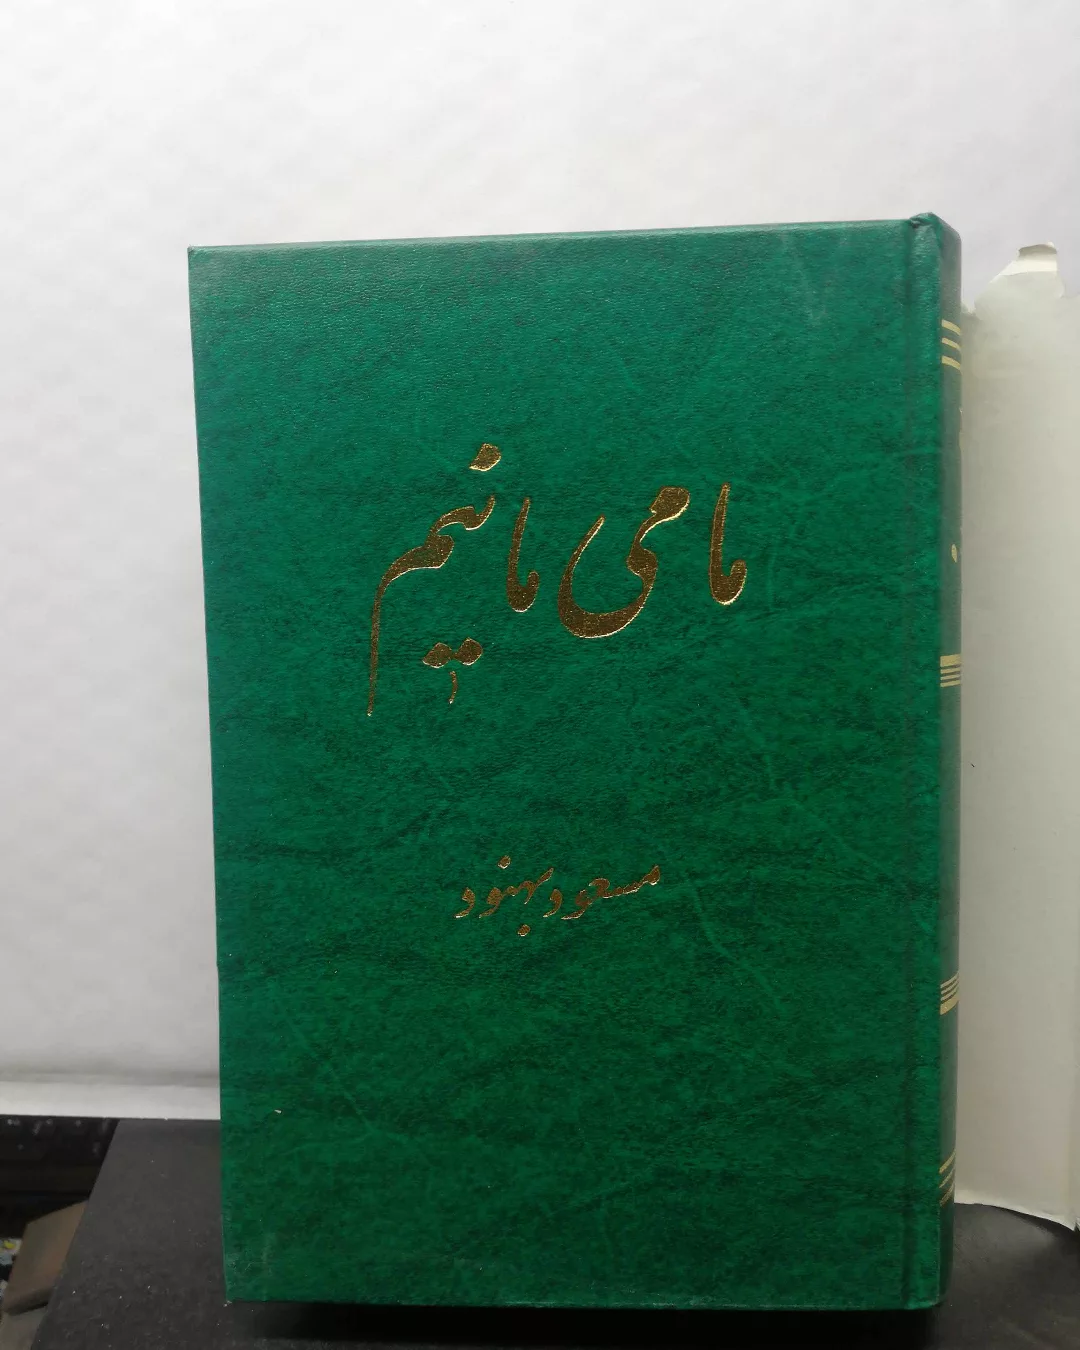 ما می مانیم
مسعود بهنود